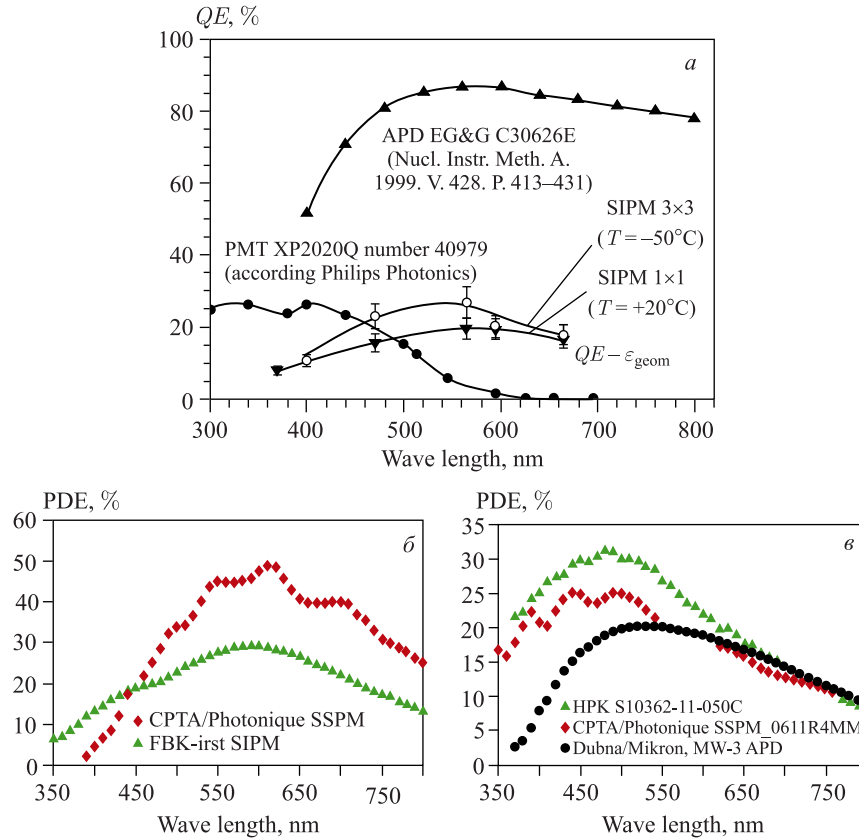 QE, %
100
80
60
40
20
0
а
APD EG&G C30626E
(Nucl. Instr. Meth. A.
1999. V. 428. P. 413–431)
SIPM 3×3
(T = –50°C)
PMT XP2020Q number 40979
(according Philips Photonics)
SIPM 1×1
(T = +20°C)
QE – εgeom
300 400 500 600 700 800
Wave length, nm
PDE, %
60
50
40
30
20
10
0
б
CPTA/Photonique SSPM
FBK-irst SIPM
350 450 550 650 750
Wave length, nm
PDE, %
35
30
25
20
15
10
5
0
в
HPK S10362-11-050C
CPTA/Photonique SSPM_0611R4MM
Dubna/Mikron, MW-3 APD
350 450 550 650 750
Wave length, nm